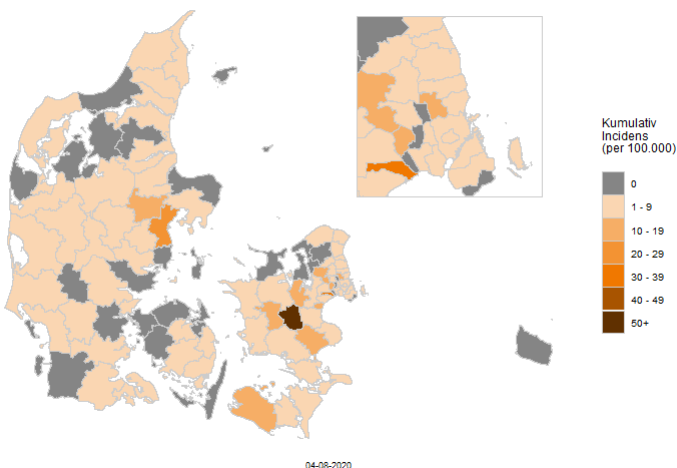 Kumulativ
Incidens
(per 100.000)
0
1 - 9
10 - 19
20 - 29
30 - 39
40 - 49
50+
04-08-2020